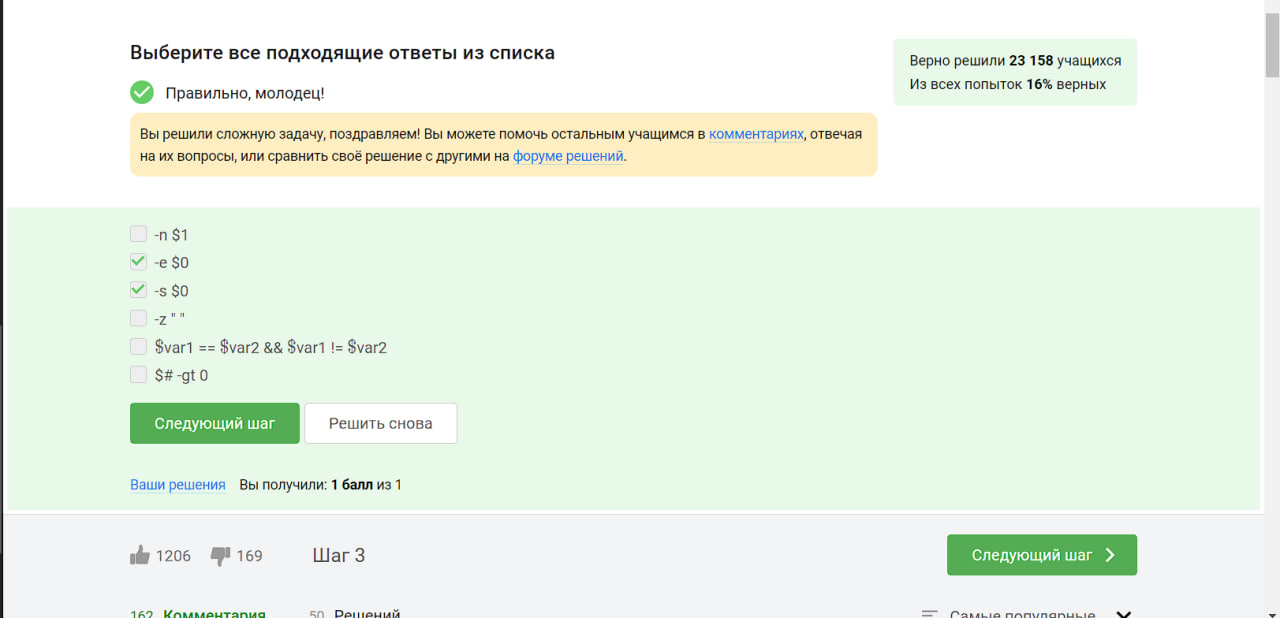 Выберите все подходящие ответы из списка
Верно решили 23 158 учащихся
Из всех попыток 16% верных
Правильно, молодец!
Вы решили сложную задачу, поздравляем! Вы можете помочь остальным учащимся в комментариях, отвечая
на их вопросы, или сравнить своё решение с другими на форуме решений.
-n $1
-e $0
-s $0
-z " "
$var1 == $var2 && $var1 != $var2
$# -gt 0
Следующий шаг
Решить снова
Ваши решения Вы получили: 1 балл из 1
1206 169 Шаг 3
Следующий шаг
162 Комментария 50 Решений Самые популярные